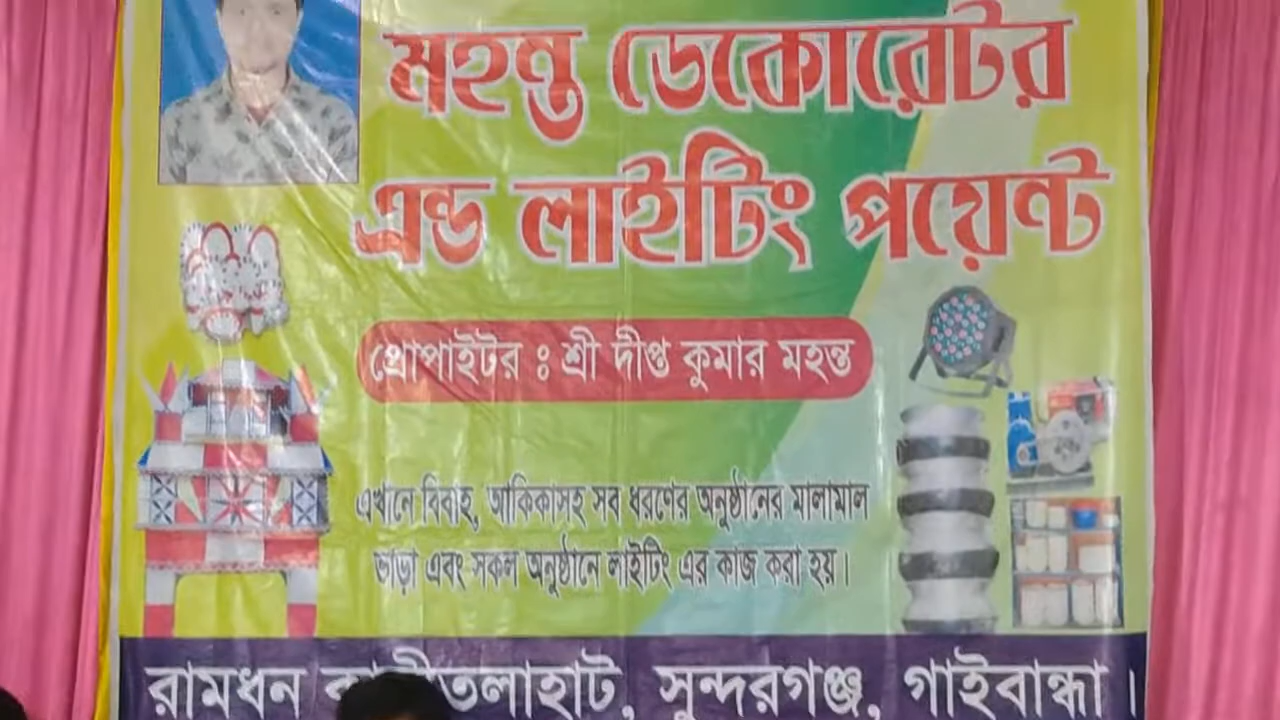 মহন্ত ডেকোরেটর
এন্ড লাইটিং পয়েন্ট
প্রোপাইটর : শ্রী দীপ্ত কুমার মহন্ত
এখানে বিবাহ, আকিকাসহ সব ধরণের অনুষ্ঠানের মালামাল
ভাড়া এবং সকল অনুষ্ঠানে লাইটিং এর কাজ করা হয়।
রামধন সুন্দরগঞ্জ, গাইবান্ধা।